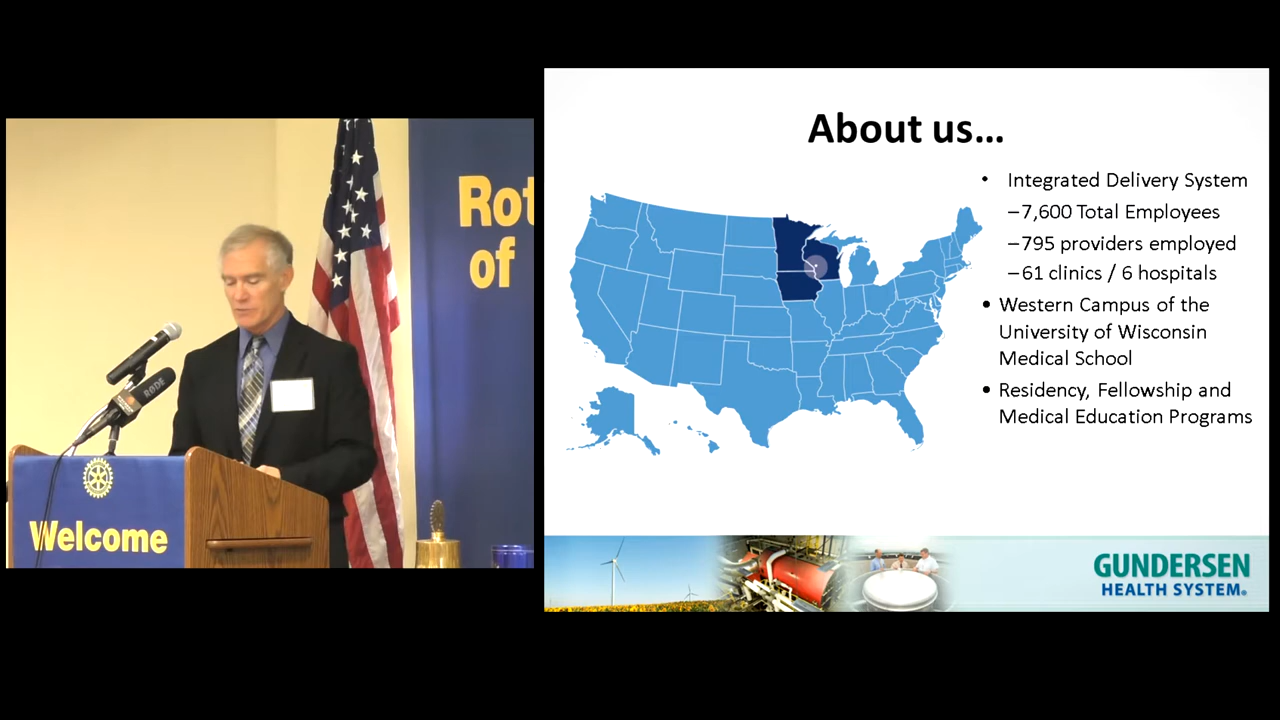 Rot
of
RØDE
Welcome
About us…
• Integrated Delivery System
–7,600 Total Employees
–795 providers employed
–61 clinics / 6 hospitals
• Western Campus of the
University of Wisconsin
Medical School
• Residency, Fellowship and
Medical Education Programs
GUNDERSEN
HEALTH SYSTEM®